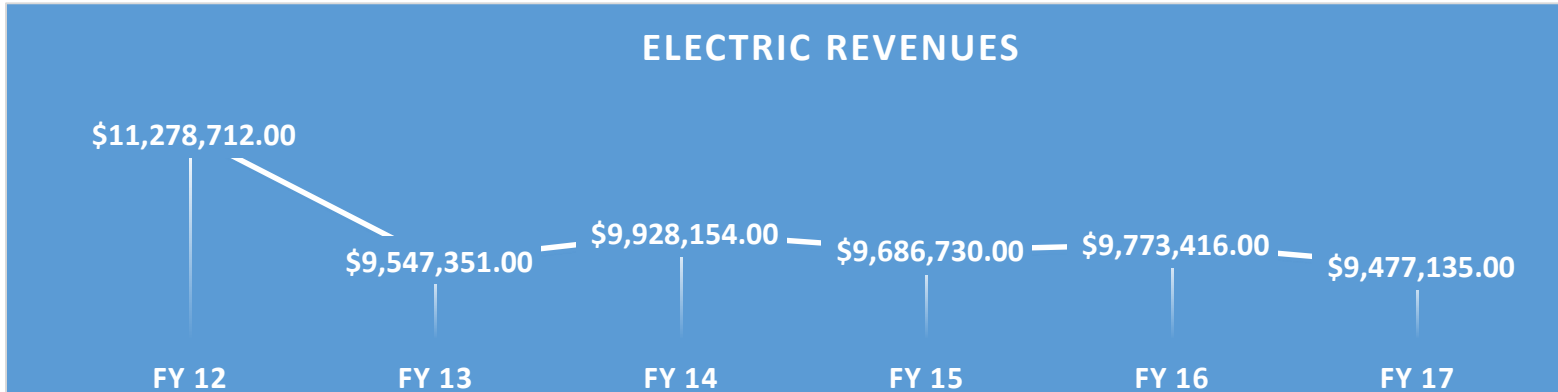 ELECTRIC REVENUES
$11,278,712.00
$9,547,351.00
$9,928,154.00
$9,686,730.00
$9,773,416.00
$9,477,135.00
FY 12
FY 13
FY 14
FY 15
FY 16
FY 17